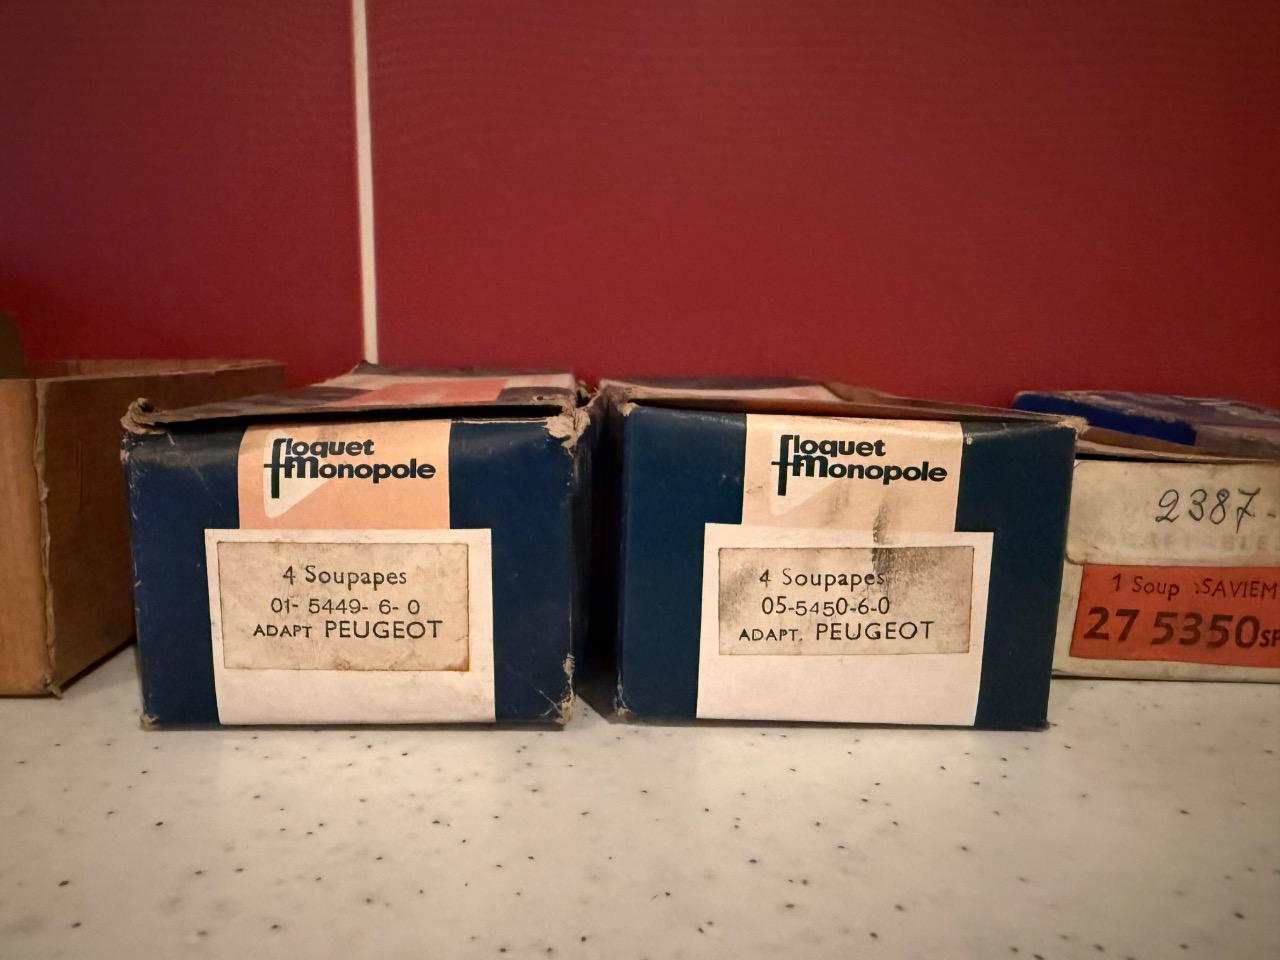 floquet
Monopole
4 Soupapes
01- 5449- 6- 0
ADAPT PEUGEOT
floquet
Monopole
4 Soupapes
05-5450-6-0
ADAPT. PEUGEOT
2387-
1 Soup :SAVIEM
27 5350